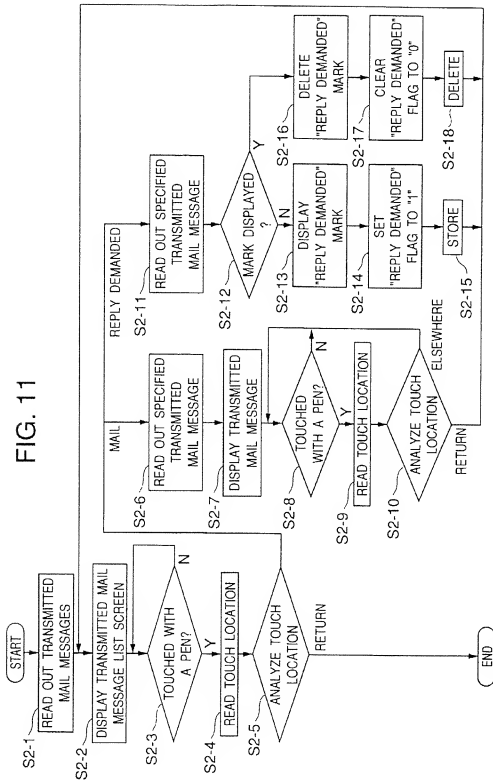 FIG. 11
START
S2-1
READ OUT TRANSMITTED
MAIL MESSAGES
S2-2
DISPLAY TRANSMITTED MAIL
MESSAGE LIST SCREEN
S2-3
TOUCHED WITH
A PEN?
N
Y
S2-4
READ TOUCH LOCATION
S2-5
ANALYZE TOUCH
LOCATION
RETURN
END
MAIL
S2-6
READ OUT SPECIFIED
TRANSMITTED
MAIL MESSAGE
S2-7
DISPLAY TRANSMITTED
MAIL MESSAGE
S2-8
TOUCHED
WITH A PEN?
N
Y
S2-9
READ TOUCH LOCATION
S2-10
ANALYZE TOUCH
LOCATION
ELSEWHERE
RETURN
REPLY DEMANDED
S2-11
READ OUT SPECIFIED
TRANSMITTED
MAIL MESSAGE
S2-12
MARK DISPLAYED
?
Y
N
S2-13
DISPLAY
"REPLY DEMANDED"
MARK
S2-14
SET
"REPLY DEMANDED"
FLAG TO "1"
S2-15
STORE
S2-16
DELETE
"REPLY DEMANDED"
MARK
S2-17
CLEAR
"REPLY DEMANDED"
FLAG TO "0"
S2-18
DELETE